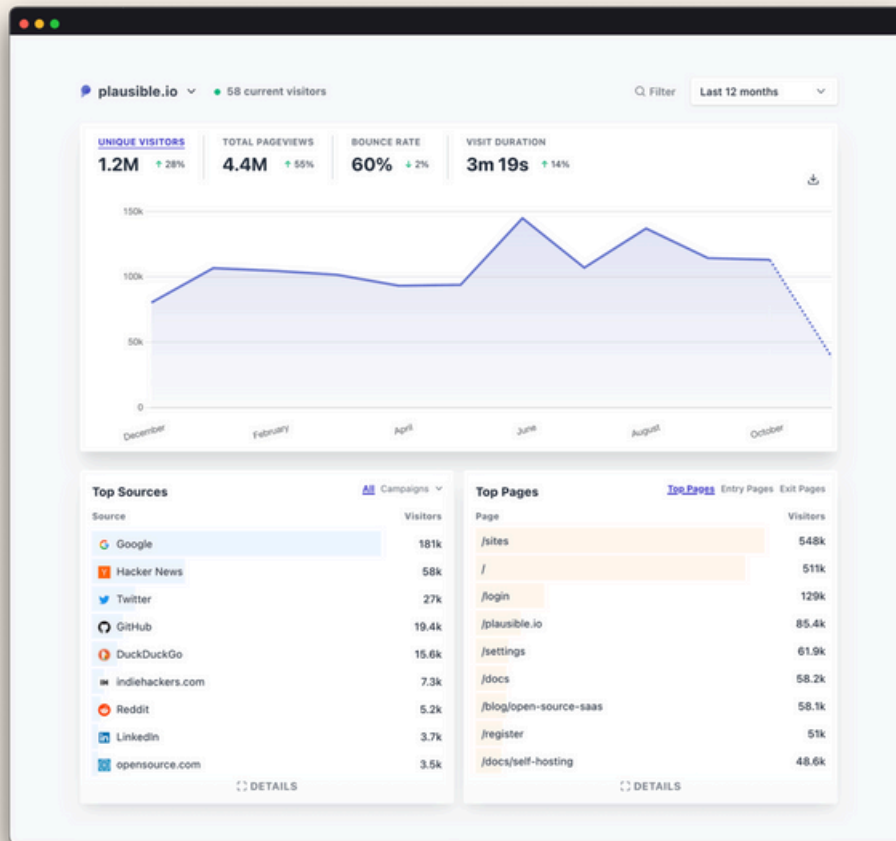 plausible.io 58 current visitors Filter Last 12 months
UNIQUE VISITORS TOTAL PAGEVIEWS BOUNCE RATE VISIT DURATION
1.2M ↑ 28% 4.4M ↑ 55% 60% ↓ 2% 3m 19s ↑ 14%
150k
100k
50k
0
December February April June August October
Top Sources All Campaigns
Source Visitors
Google 181k
Hacker News 58k
Twitter 27k
GitHub 19.4k
DuckDuckGo 15.6k
indiehackers.com 7.3k
Reddit 5.2k
LinkedIn 3.7k
opensource.com 3.5k
DETAILS
Top Pages Top Pages Entry Pages Exit Pages
Page Visitors
/sites 548k
/ 511k
/login 129k
/plausible.io 85.4k
/settings 61.9k
/docs 58.2k
/blog/open-source-saas 58.1k
/register 51k
/docs/self-hosting 48.6k
DETAILS